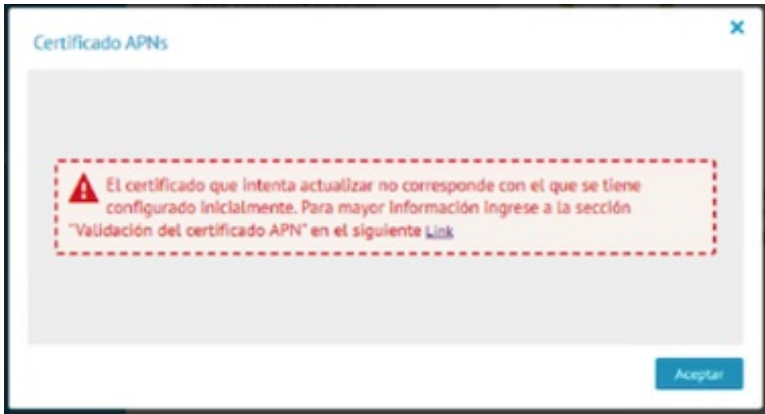 Certificado APNs
El certificado que intenta actualizar no corresponde con el que se tiene
configurado inicialmente. Para mayor Información Ingrese a la sección
"Validación del certificado APN" en el siguiente Link
Aceptar